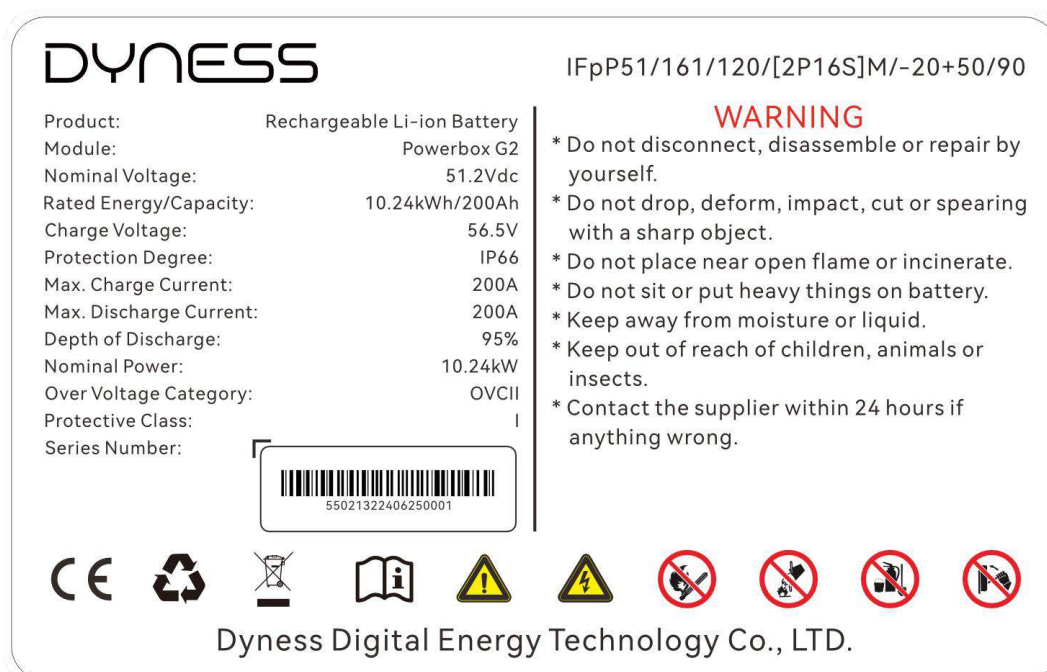 DYNESS
IFpP51/161/120/[2P16S]M/-20+50/90
Product: Rechargeable Li-ion Battery
Module: Powerbox G2
Nominal Voltage: 51.2Vdc
Rated Energy/Capacity: 10.24kWh/200Ah
Charge Voltage: 56.5V
Protection Degree: IP66
Max. Charge Current: 200A
Max. Discharge Current: 200A
Depth of Discharge: 95%
Nominal Power: 10.24kW
Over Voltage Category: OVCII
Protective Class: I
Series Number:
55021322406250001
WARNING
* Do not disconnect, disassemble or repair by
yourself.
* Do not drop, deform, impact, cut or spearing
with a sharp object.
* Do not place near open flame or incinerate.
* Do not sit or put heavy things on battery.
* Keep away from moisture or liquid.
* Keep out of reach of children, animals or
insects.
* Contact the supplier within 24 hours if
anything wrong.
CE
Dyness Digital Energy Technology Co., LTD.